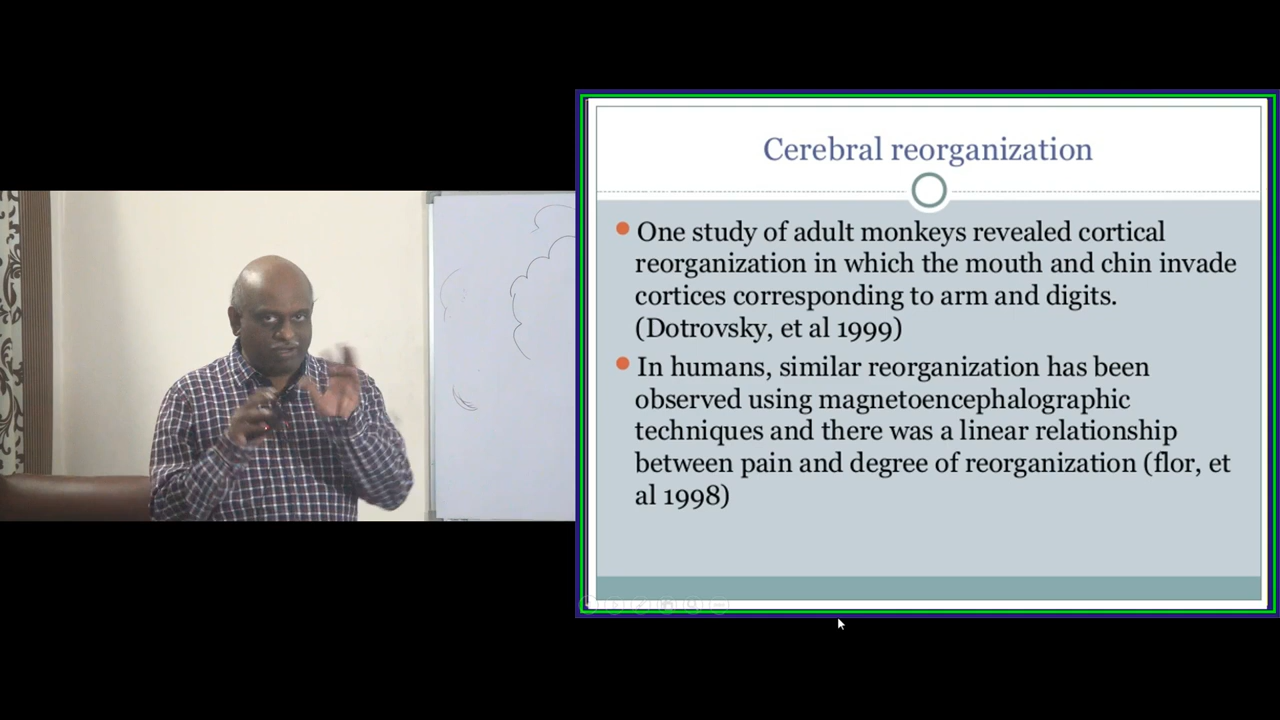 Cerebral reorganization
One study of adult monkeys revealed cortical
reorganization in which the mouth and chin invade
cortices corresponding to arm and digits.
(Dotrovsky, et al 1999)
In humans, similar reorganization has been
observed using magnetoencephalographic
techniques and there was a linear relationship
between pain and degree of reorganization (flor, et
al 1998)